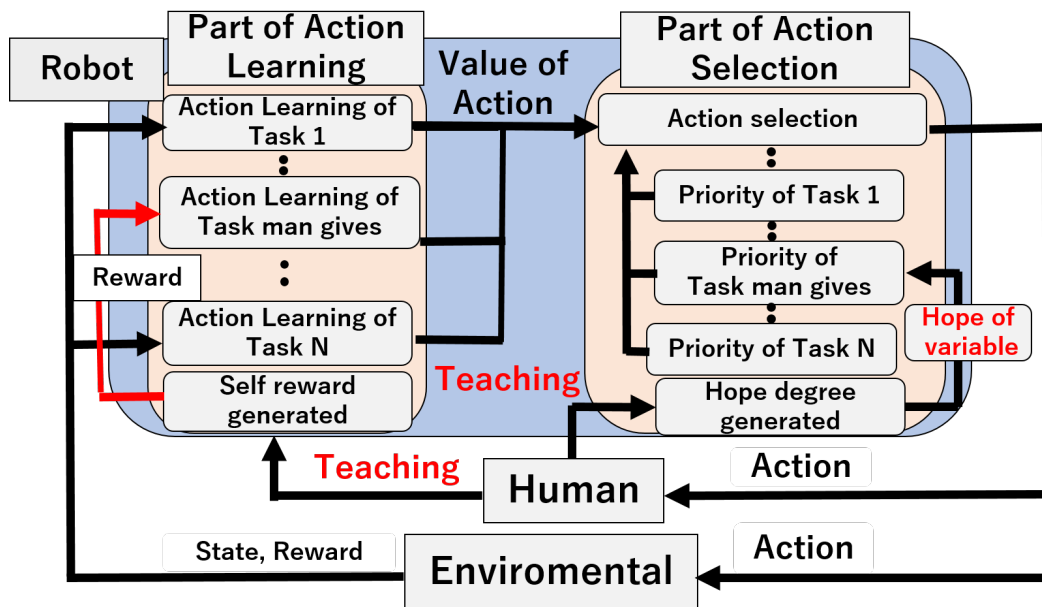 Robot
Part of Action
Learning
Value of
Action
Part of Action
Selection
Action Learning of
Task 1
Action Learning of
Task man gives
Reward
Action Learning of
Task N
Self reward
generated
Action selection
Priority of Task 1
Priority of
Task man gives
Hope of
variable
Priority of Task N
Hope degree
generated
Teaching
Teaching
Human
Action
State, Reward
Enviromental
Action